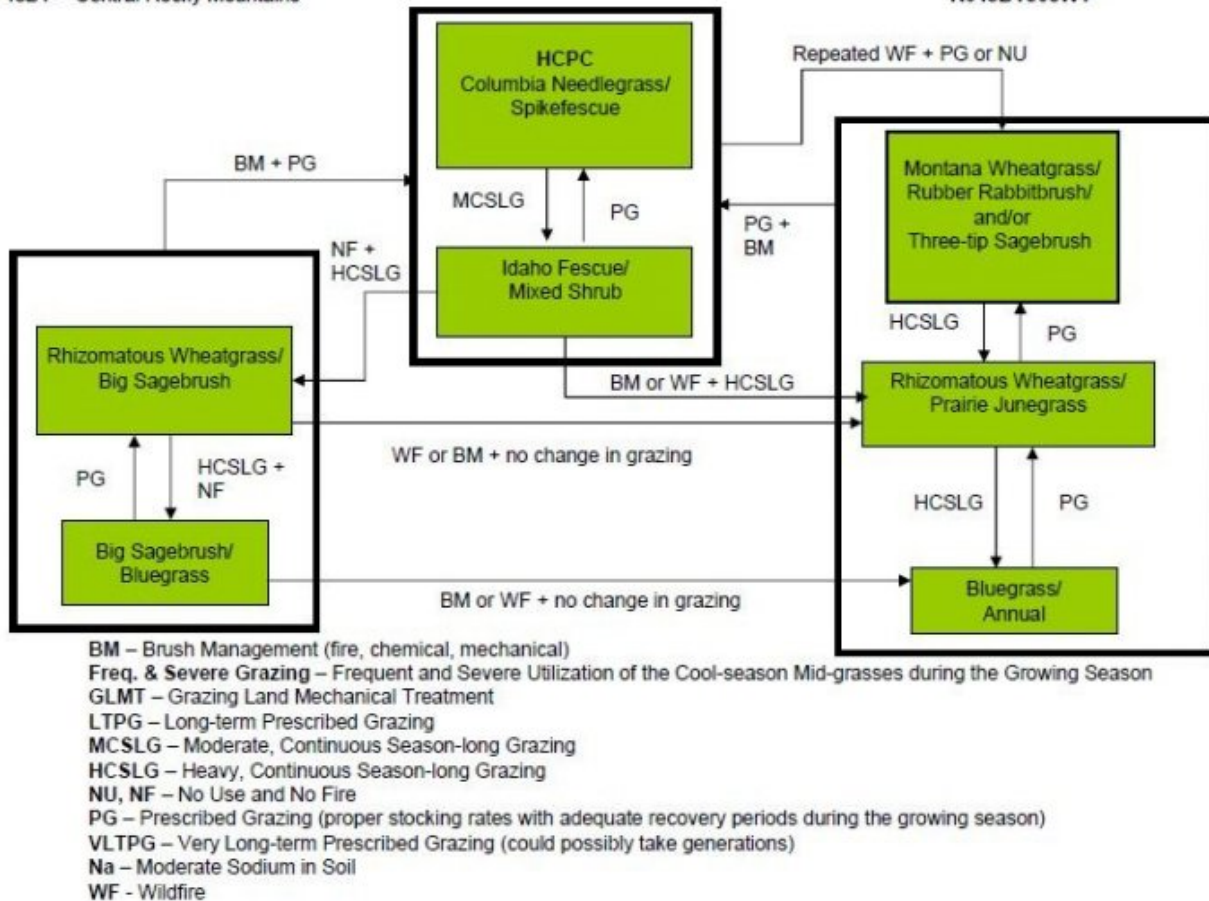 Central Rocky Mountains
HCPC
Columbia Needlegrass/
Spikefescue
Repeated WF + PG or NU
BM + PG
MCSLG
PG
Montana Wheatgrass/
Rubber Rabbitbrush/
and/or
Three-tip Sagebrush
PG +
BM
NF +
HCSLG
Idaho Fescue/
Mixed Shrub
HCSLG
PG
Rhizomatous Wheatgrass/
Big Sagebrush
BM or WF + HCSLG
Rhizomatous Wheatgrass/
Prairie Junegrass
WF or BM + no change in grazing
PG
HCSLG +
NF
HCSLG
PG
Big Sagebrush/
Bluegrass
BM or WF + no change in grazing
Bluegrass/
Annual
BM – Brush Management (fire, chemical, mechanical)
Freq. & Severe Grazing – Frequent and Severe Utilization of the Cool-season Mid-grasses during the Growing Season
GLMT – Grazing Land Mechanical Treatment
LTPG – Long-term Prescribed Grazing
MCSLG – Moderate, Continuous Season-long Grazing
HCSLG – Heavy, Continuous Season-long Grazing
NU, NF – No Use and No Fire
PG – Prescribed Grazing (proper stocking rates with adequate recovery periods during the growing season)
VLTPG – Very Long-term Prescribed Grazing (could possibly take generations)
Na – Moderate Sodium in Soil
WF - Wildfire